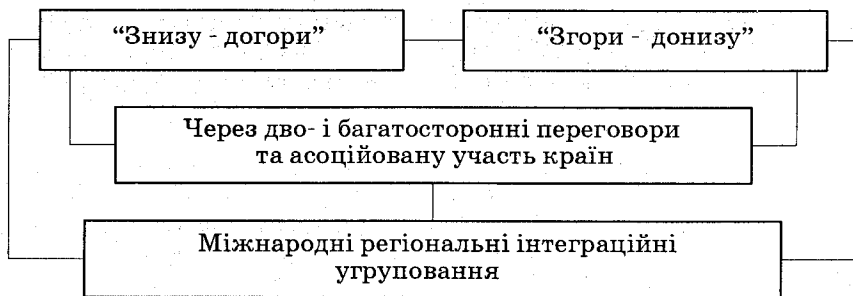 “Знизу - догори”
“Згори - донизу”
Через дво- і багатосторонні переговори
та асоційовану участь країн
Міжнародні регіональні інтеграційні
угруповання